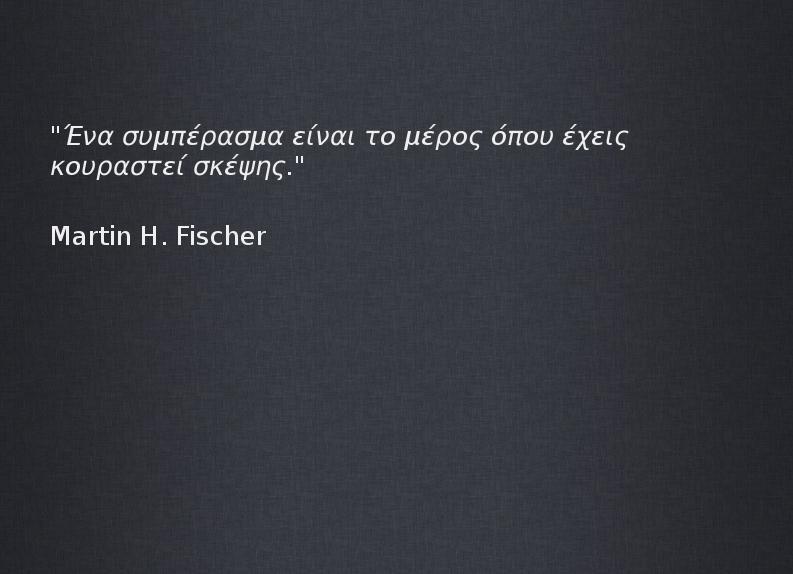 "Ένα συμπέρασμα είναι το μέρος όπου έχεις
κουραστεί σκέψης."
Martin H. Fischer